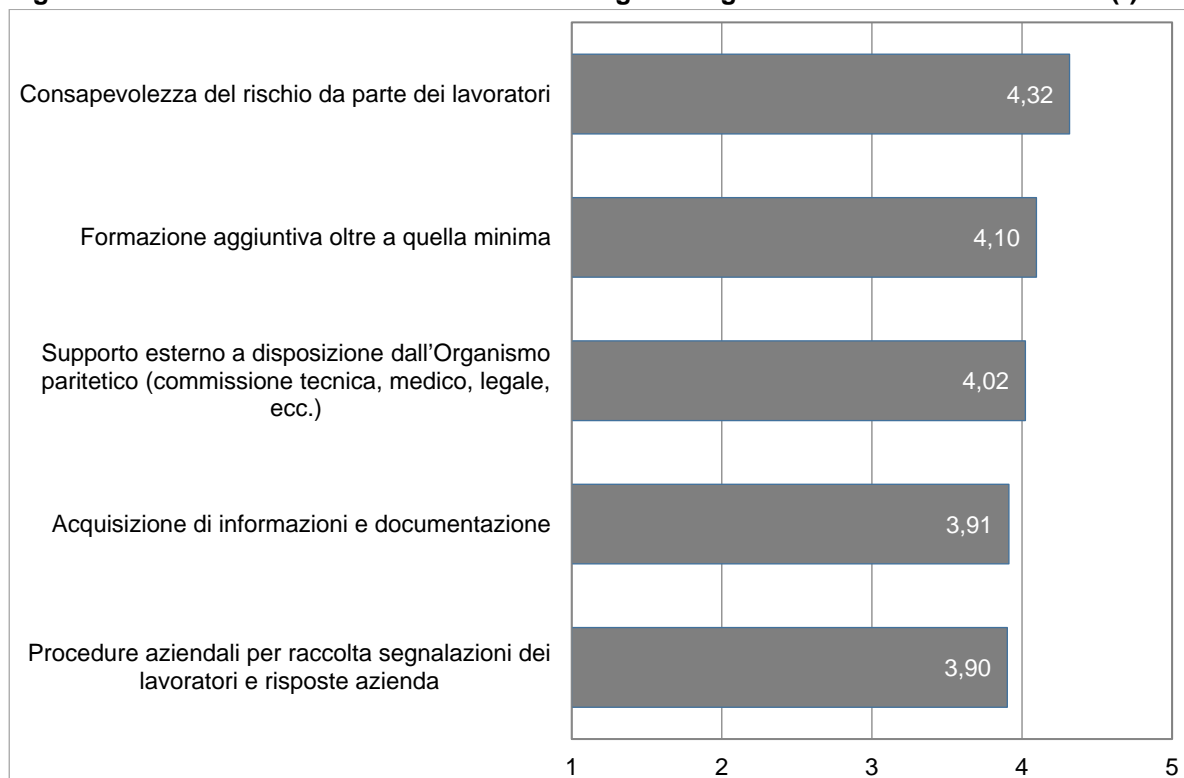 Consapevolezza del rischio da parte dei lavoratori
4,32
Formazione aggiuntiva oltre a quella minima
4,10
Supporto esterno a disposizione dall'Organismo
paritetico (commissione tecnica, medico, legale,
ecc.)
4,02
Acquisizione di informazioni e documentazione
3,91
Procedure aziendali per raccolta segnalazioni dei
lavoratori e risposte azienda
3,90
1 2 3 4 5